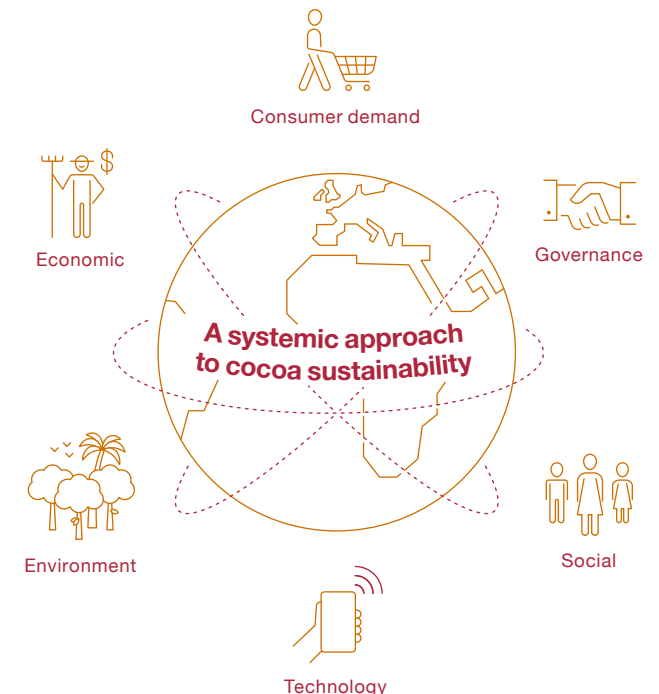 Consumer demand
Economic
Governance
A systemic approach
to cocoa sustainability
Environment
Social
Technology